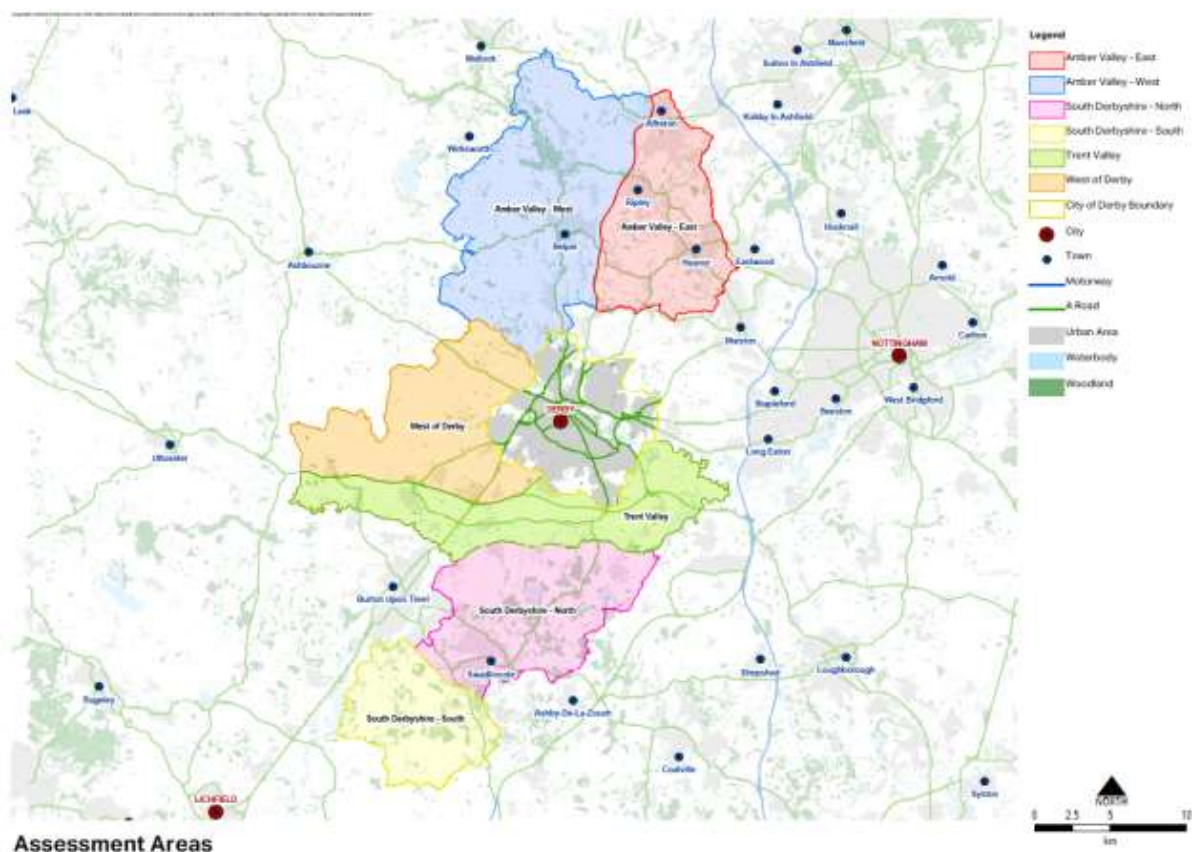 Matlock
Mansfield
Sutton In Ashfield
Leek
Alfreton
Kirkby In Ashfield
Wirksworth
Ripley
Amber Valley - West
Amber Valley - East
Hucknall
Belper
Heanor
Eastwood
Ashbourne
Arnold
Ilkeston
Carlton
NOTTINGHAM
Stapleford
Beeston
West Bridgford
DERBY
West of Derby
Long Eaton
Uttoxeter
Trent Valley
Burton Upon Trent
South Derbyshire - North
Swadlincote
Shepshed
Loughborough
Rugeley
Ashby-De-La-Zouch
South Derbyshire - South
Coalville
Syston
LICHFIELD
Legend
Amber Valley - East
Amber Valley - West
South Derbyshire - North
South Derbyshire - South
Trent Valley
West of Derby
City of Derby Boundary
City
Town
Motorway
A Road
Urban Area
Waterbody
Woodland
NORTH
0 2.5 5 10
km
Assessment Areas